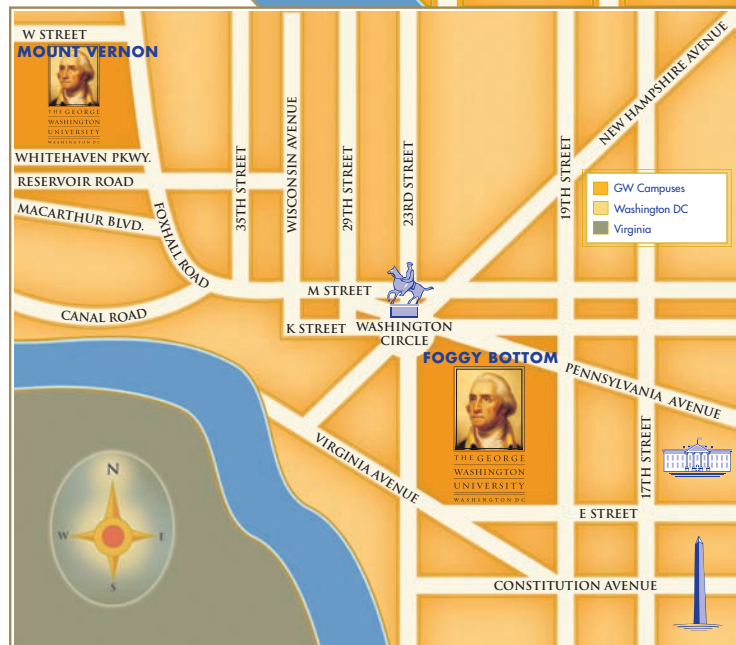 W STREET
MOUNT VERNON
THE GEORGE
WASHINGTON
UNIVERSITY
WASHINGTON DC
WHITEHAVEN PKWY.
RESERVOIR ROAD
MACARTHUR BLVD.
FOXHALL ROAD
CANAL ROAD
35TH STREET
WISCONSIN AVENUE
29TH STREET
23RD STREET
19TH STREET
NEW HAMPSHIRE AVENUE
GW Campuses
Washington DC
Virginia
M STREET
K STREET
WASHINGTON
CIRCLE
FOGGY BOTTOM
THE GEORGE
WASHINGTON
UNIVERSITY
WASHINGTON DC
PENNSYLVANIA AVENUE
17TH STREET
VIRGINIA AVENUE
E STREET
CONSTITUTION AVENUE
N
W
E
S